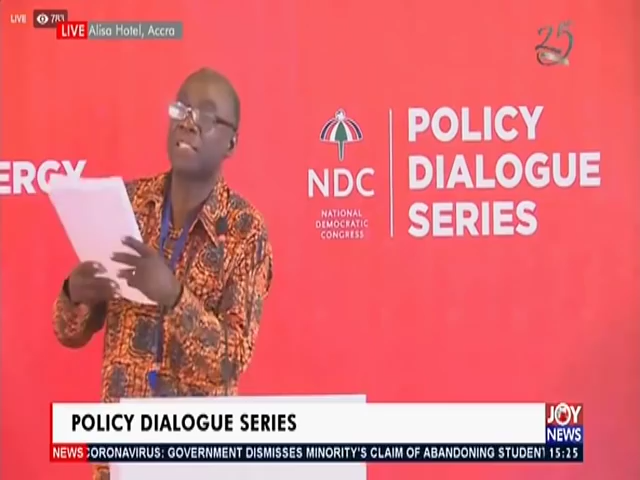 LIVE 783
LIVE Alisa Hotel, Accra
25
ERGY
NDC
NATIONAL
DEMOCRATIC
CONGRESS
POLICY
DIALOGUE
SERIES
POLICY DIALOGUE SERIES
JOY
NEWS
NEWS CORONAVIRUS: GOVERNMENT DISMISSES MINORITY'S CLAIM OF ABANDONING STUDENT 15:25